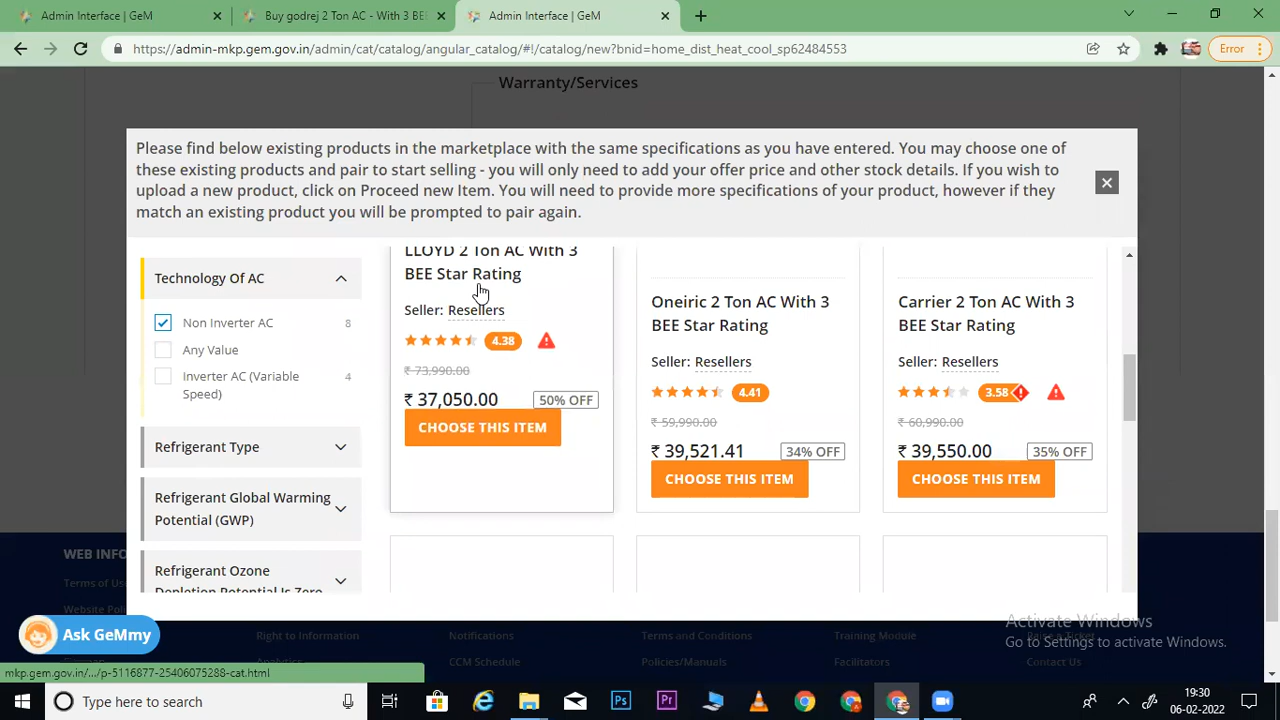 Admin Interface | GeM
Buy godrej 2 Ton AC - With 3 BEE
Admin Interface | GeM
https://admin-mkp.gem.gov.in/admin/cat/catalog/angular_catalog/#!/catalog/new?bnid=home_dist_heat_cool_sp62484553
Error
Warranty/Services
Please find below existing products in the marketplace with the same specifications as you have entered. You may choose one of
these existing products and pair to start selling - you will only need to add your offer price and other stock details. If you wish to
upload a new product, click on Proceed new Item. You will need to provide more specifications of your product, however if they
match an existing product you will be prompted to pair again.
Technology Of AC
Non Inverter AC 8
Any Value
Inverter AC (Variable 4
Speed)
Refrigerant Type
Refrigerant Global Warming
Potential (GWP)
Refrigerant Ozone
Depletion Potential Is Zero
LLOYD 2 Ton AC With 3
BEE Star Rating
Seller: Resellers
4.38
₹ 73,990.00
₹ 37,050.00 50% OFF
CHOOSE THIS ITEM
Oneiric 2 Ton AC With 3
BEE Star Rating
Seller: Resellers
4.41
₹ 59,990.00
₹ 39,521.41 34% OFF
CHOOSE THIS ITEM
Carrier 2 Ton AC With 3
BEE Star Rating
Seller: Resellers
3.58
₹ 60,990.00
₹ 39,550.00 35% OFF
CHOOSE THIS ITEM
WEB INFO
Terms of Use
Website Poli
Right to Information
Analytics
Notifications
CCM Schedule
Terms and Conditions
Policies/Manuals
Training Module
Facilitators
Raise a Ticket
Contact Us
Ask GeMmy
Activate Windows
Go to Settings to activate Windows.
mkp.gem.gov.in/.../p-5116877-25406075288-cat.html
Type here to search
19:30
06-02-2022